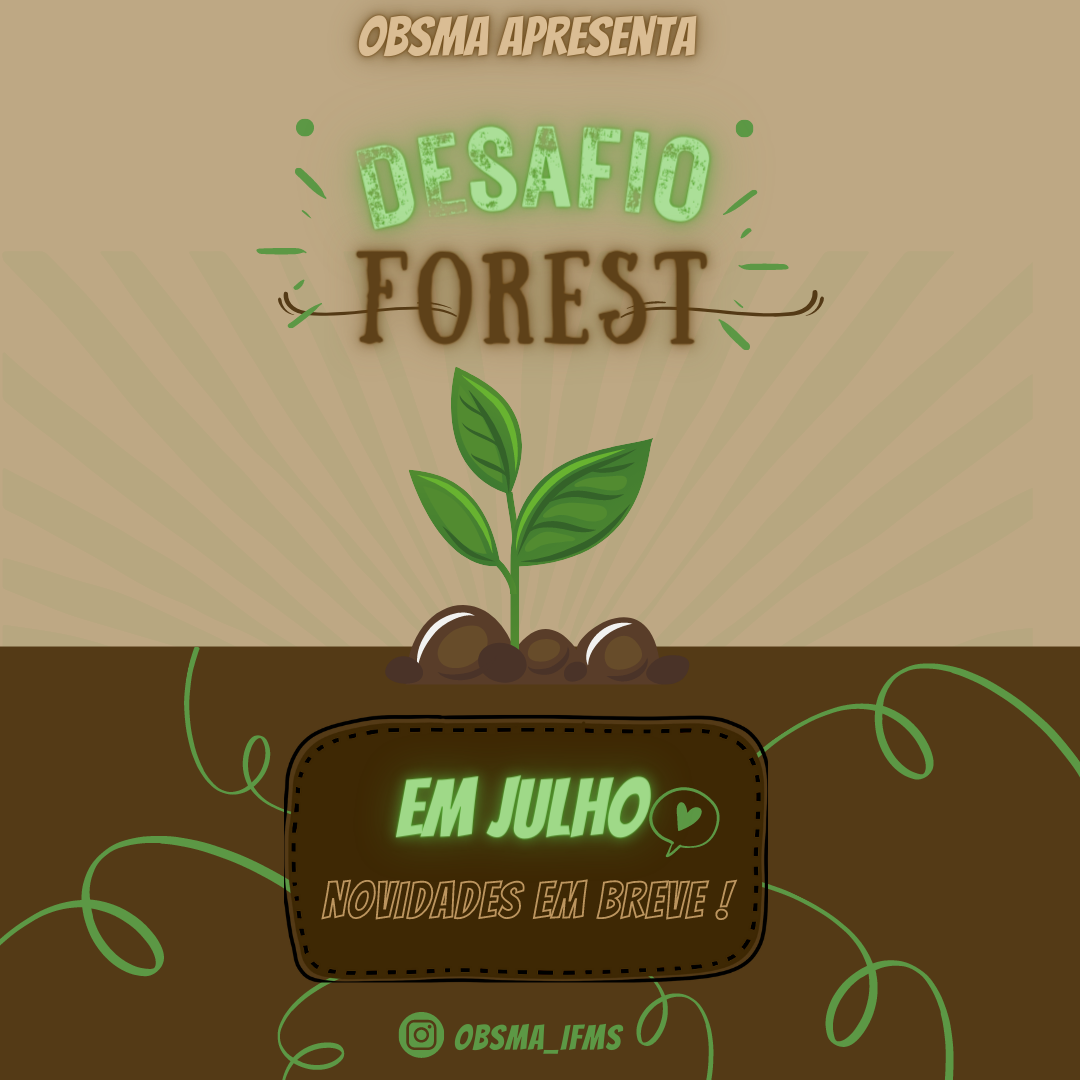 OBSMA APRESENTA
DESAFIO
FOREST
EM JULHO
NOVIDADES EM BREVE !
OBSMA_IFMS